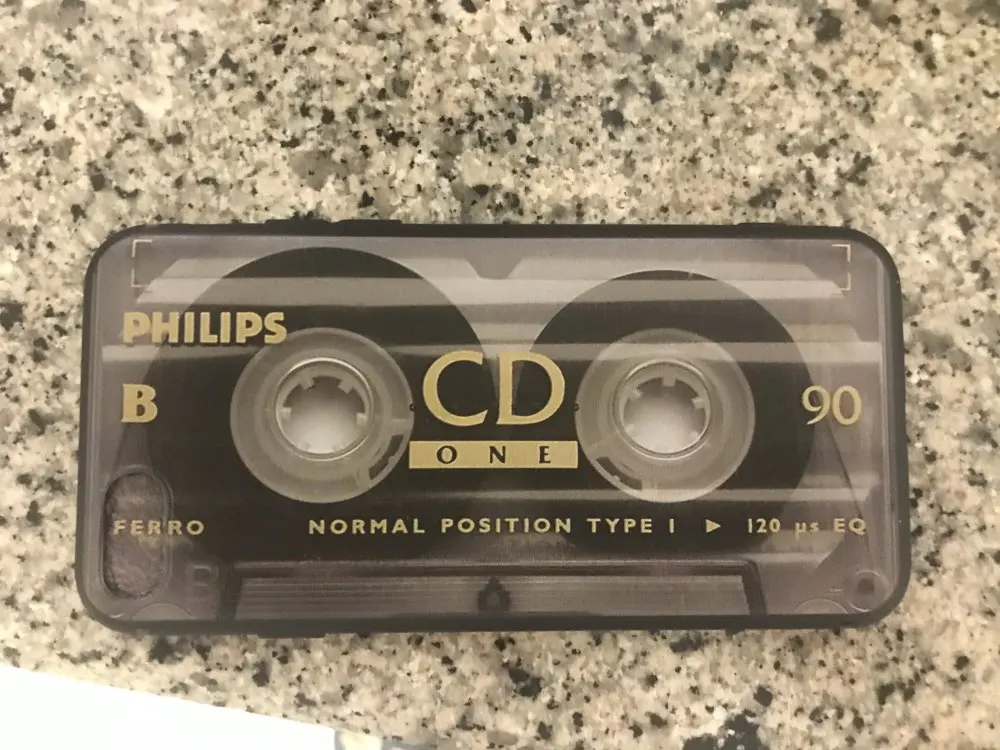 PHILIPS
B
CD
90
ONE
FERRO NORMAL POSITION TYPE I ► 120 µs EQ
B